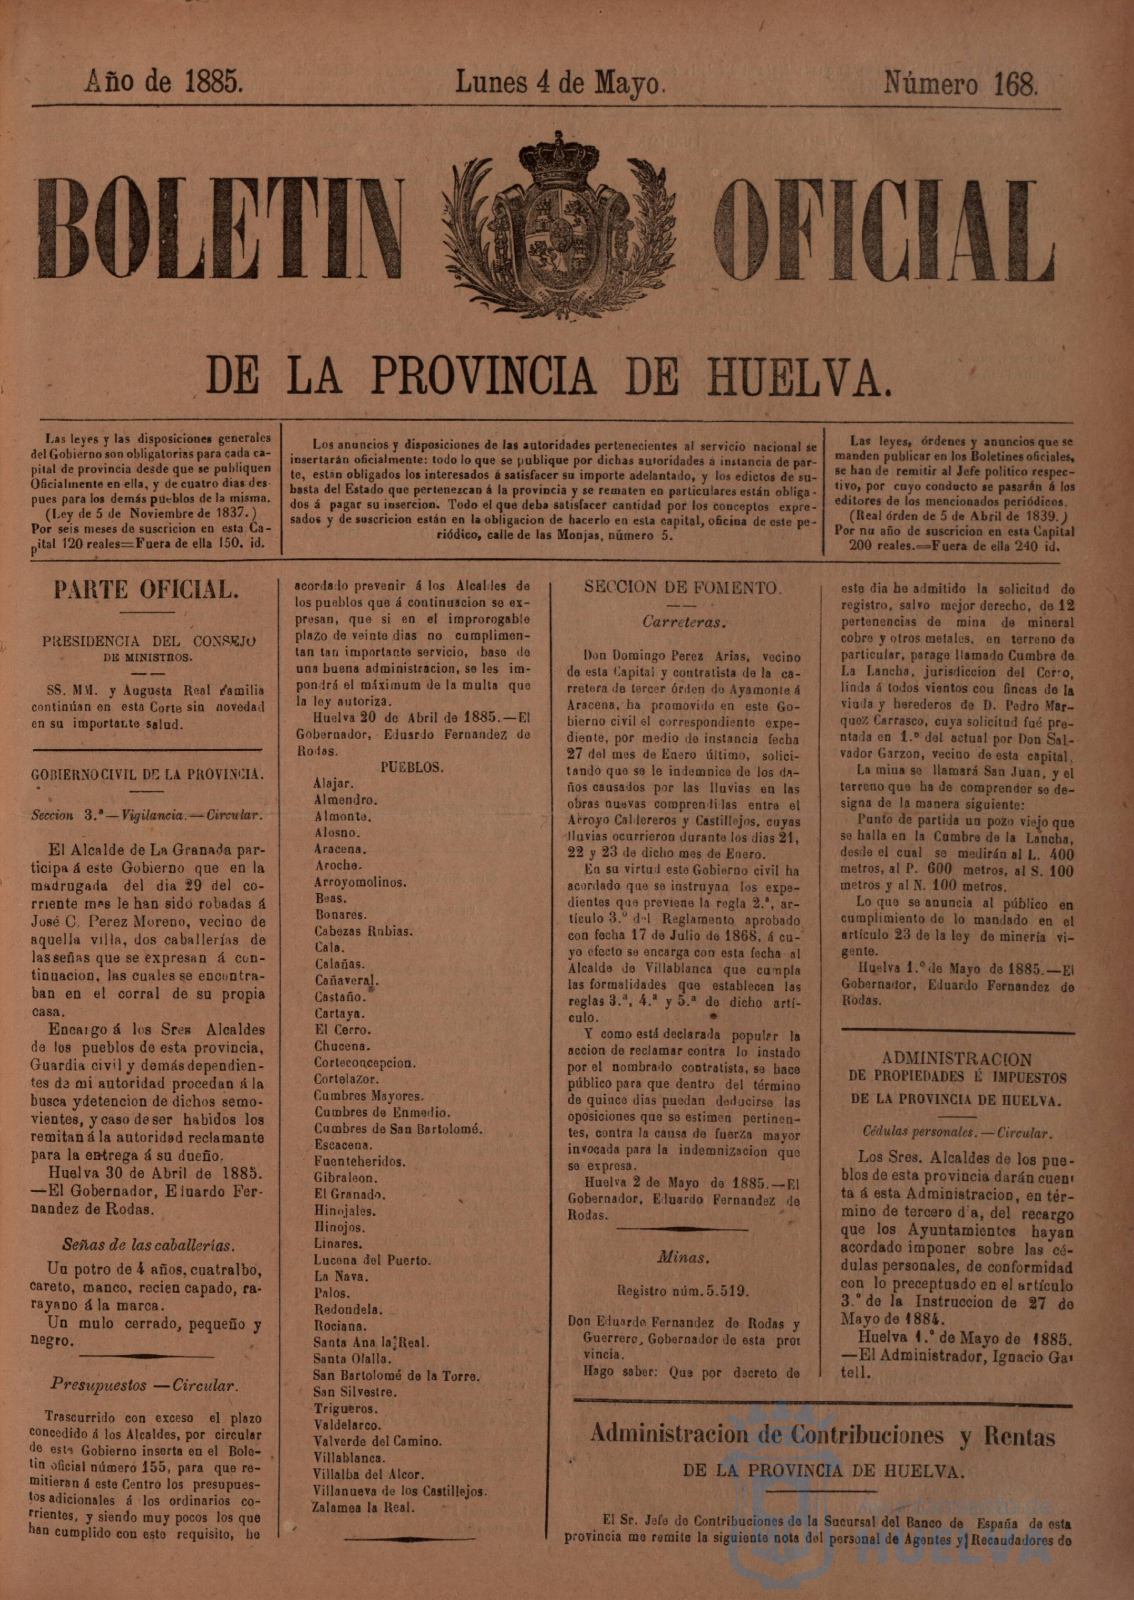 Año de 1885.
Lunes 4 de Mayo.
Número 168.
BOLETIN OFICIAL
DE LA PROVINCIA DE HUELVA.
Las leyes y las disposiciones generales
del Gobierno son obligatorias para cada ca-
pital de provincia desde que se publiquen
Oficialmente en ella, y de cuatro dias des-
pues para los demás pueblos de la misma.
(Ley de 5 de Noviembre de 1837.)
Por seis meses de suscricion en esta Ca-
pital 120 reales=Fuera de ella 150. id.
Los anuncios y disposiciones de las autoridades pertenecientes al servicio nacional se
insertarán oficialmente: todo lo que se publique por dichas autoridades á instancia de par-
te, están obligados los interesados á satisfacer su importe adelantado, y los edictos de su-
basta del Estado que pertenezcan á la provincia y se rematen en particulares están obliga-
dos á pagar su insercion. Todo el que deba satisfacer cantidad por los conceptos expre-
sados y de suscricion están en la obligacion de hacerlo en esta capital, oficina de este pe-
riódico, calle de las Monjas, número 5.
Las leyes, órdenes y anuncios que se
manden publicar en los Boletines oficiales,
se han de remitir al Jefe politico respec-
tivo, por cuyo conducto se pasarán á los
editores de los mencionados periódicos.
(Real órden de 5 de Abril de 1839.)
Por nu año de suscricion en esta Capital
200 reales.=Fuera de ella 240 id.
PARTE OFICIAL.
PRESIDENCIA DEL CONSEJO
DE MINISTROS.
SS. MM. y Augusta Real familia
continúan en esta Corte sin novedad
en su importante salud.
GOBIERNO CIVIL DE LA PROVINCIA.
Seccion 3.ª—Vigilancia.—Circular.
El Alcalde de La Granada par-
ticipa á este Gobierno que en la
madrugada del dia 29 del co-
rriente mes le han sido robadas á
José C. Perez Moreno, vecino de
aquella villa, dos caballerías de
las señas que se expresan á con-
tinuacion, las cuales se encontra-
ban en el corral de su propia
casa.
Encargo á los Sres Alcaldes
de los pueblos de esta provincia,
Guardia civil y demás dependien-
tes de mi autoridad procedan á la
busca y detencion de dichos semo-
vientes, y caso de ser habidos los
remitan á la autoridad reclamante
para la entrega á su dueño.
Huelva 30 de Abril de 1885.
—El Gobernador, Eduardo Fer-
nandez de Rodas.
Señas de las caballerías.
Un potro de 4 años, cuatralbo,
careto, manco, recien capado, ra-
rayano á la marca.
Un mulo cerrado, pequeño y
negro.
Presupuestos —Circular.
Trascurrido con exceso el plazo
concedido á los Alcaldes, por circular
de este Gobierno inserta en el Bole-
tin oficial número 155, para que re-
mitieran á este Centro los presupues-
tos adicionales á los ordinarios co-
rrientes, y siendo muy pocos los que
han cumplido con este requisito, he
acordado prevenir á los Alcaldes de
los pueblos que á continuacion se ex-
presan, que si en el improrogable
plazo de veinte dias no cumplimen-
tan tan importante servicio, base de
una buena administracion, se les im-
pondrá el máximum de la multa que
la ley autoriza.
Huelva 20 de Abril de 1885.—El
Gobernador, Eduardo Fernandez de
Rodas.
PUEBLOS.
Alajar.
Almendro.
Almonte.
Alosno.
Aracena.
Aroche.
Arroyomolinos.
Beas.
Bonares.
Cabezas Rubias.
Cala.
Calañas.
Cañaveral.
Castaño.
Cartaya.
El Cerro.
Chucena.
Corteconcepcion.
Cortelazor.
Cumbres Mayores.
Cumbres de Enmedio.
Cumbres de San Bartolomé.
Escacena.
Fuenteheridos.
Gibraleon.
El Granado.
Hinojales.
Hinojos.
Linares.
Lucena del Puerto.
La Nava.
Palos.
Redondela.
Rociana.
Santa Ana la Real.
Santa Olalla.
San Bartolomé de la Torre.
San Silvestre.
Trigueros.
Valdelarco.
Valverde del Camino.
Villablanca.
Villalba del Alcor.
Villanueva de los Castillejos.
Zalamea la Real.
SECCION DE FOMENTO.
Carreteras.
Don Domingo Perez Arias, vecino
de esta Capital y contratista de la ca-
rretera de tercer órden de Ayamonte á
Aracena, ha promovido en este Go-
bierno civil el correspondiente expe-
diente, por medio de instancia fecha
27 del mes de Enero último, solici-
tando que se le indemnice de los da-
ños causados por las lluvias en las
obras nuevas comprendidas entre el
Arroyo Caldereros y Castillejos, cuyas
lluvias ocurrieron durante los dias 21,
22 y 23 de dicho mes de Enero.
En su virtud este Gobierno civil ha
acordado que se instruyan los expe-
dientes que previene la regla 2.ª, ar-
tículo 3.º del Reglamento aprobado
con fecha 17 de Julio de 1868, á cu-
yo efecto se encarga con esta fecha al
Alcalde de Villablanca que cumpla
las formalidades que establecen las
reglas 3.ª, 4.ª y 5.ª de dicho artí-
culo.
Y como está declarada popular la
accion de reclamar contra lo instado
por el nombrado contratista, se hace
público para que dentro del término
de quince dias puedan deducirse las
oposiciones que se estimen pertinen-
tes, contra la causa de fuerza mayor
invocada para la indemnizacion que
se expresa.
Huelva 2 de Mayo de 1885.—El
Gobernador, Eduardo Fernandez de
Rodas.
Minas.
Registro núm. 5.519.
Don Eduardo Fernandez de Rodas y
Guerrero, Gobernador de esta pro
vincia.
Hago saber: Que por decreto de
este dia he admitido la solicitud de
registro, salvo mejor derecho, de 12
pertenencias de mina de mineral
cobre y otros metales, en terreno de
particular, parage llamado Cumbre de
La Lancha, jurisdiccion del Cerro,
linda á todos vientos con fincas de la
viuda y herederos de D. Pedro Mar-
quez Carrasco, cuya solicitud fué pre-
ntada en 1.º del actual por Don Sal-
vador Garzon, vecino de esta capital.
La mina se llamará San Juan, y el
terreno que ha de comprender se de-
signa de la manera siguiente:
Punto de partida un pozo viejo que
se halla en la Cumbre de la Lancha,
desde el cual se medirán al L. 400
metros, al P. 600 metros, al S. 100
metros y al N. 100 metros.
Lo que se anuncia al público en
cumplimiento de lo mandado en el
artículo 23 de la ley de minería vi-
gente.
Huelva 1.º de Mayo de 1885.—El
Gobernador, Eduardo Fernandez de
Rodas.
ADMINISTRACION
DE PROPIEDADES É IMPUESTOS
DE LA PROVINCIA DE HUELVA.
Cédulas personales.—Circular.
Los Sres. Alcaldes de los pue-
blos de esta provincia darán cuen
ta á esta Administracion, en tér-
mino de tercero dia, del recargo
que los Ayuntamientos hayan
acordado imponer sobre las cé-
dulas personales, de conformidad
con lo preceptuado en el artículo
3.º de la Instruccion de 27 de
Mayo de 1884.
Huelva 1.º de Mayo de 1885.
—El Administrador, Ignacio Ga
tell.
Administracion de Contribuciones y Rentas
DE LA PROVINCIA DE HUELVA.
El Sr. Jefe de Contribuciones de la Sucursal del Banco de España de esta
provincia me remite la siguiente nota del personal de Agentes y Recaudadores de
Ayuntamiento de
HUELVA